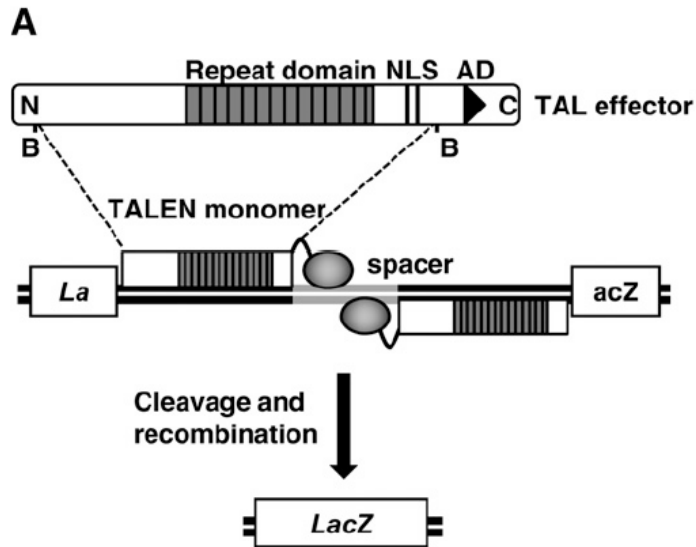 A
Repeat domain NLS AD
N C TAL effector
B B
TALEN monomer
spacer
La acZ
Cleavage and
recombination
LacZ